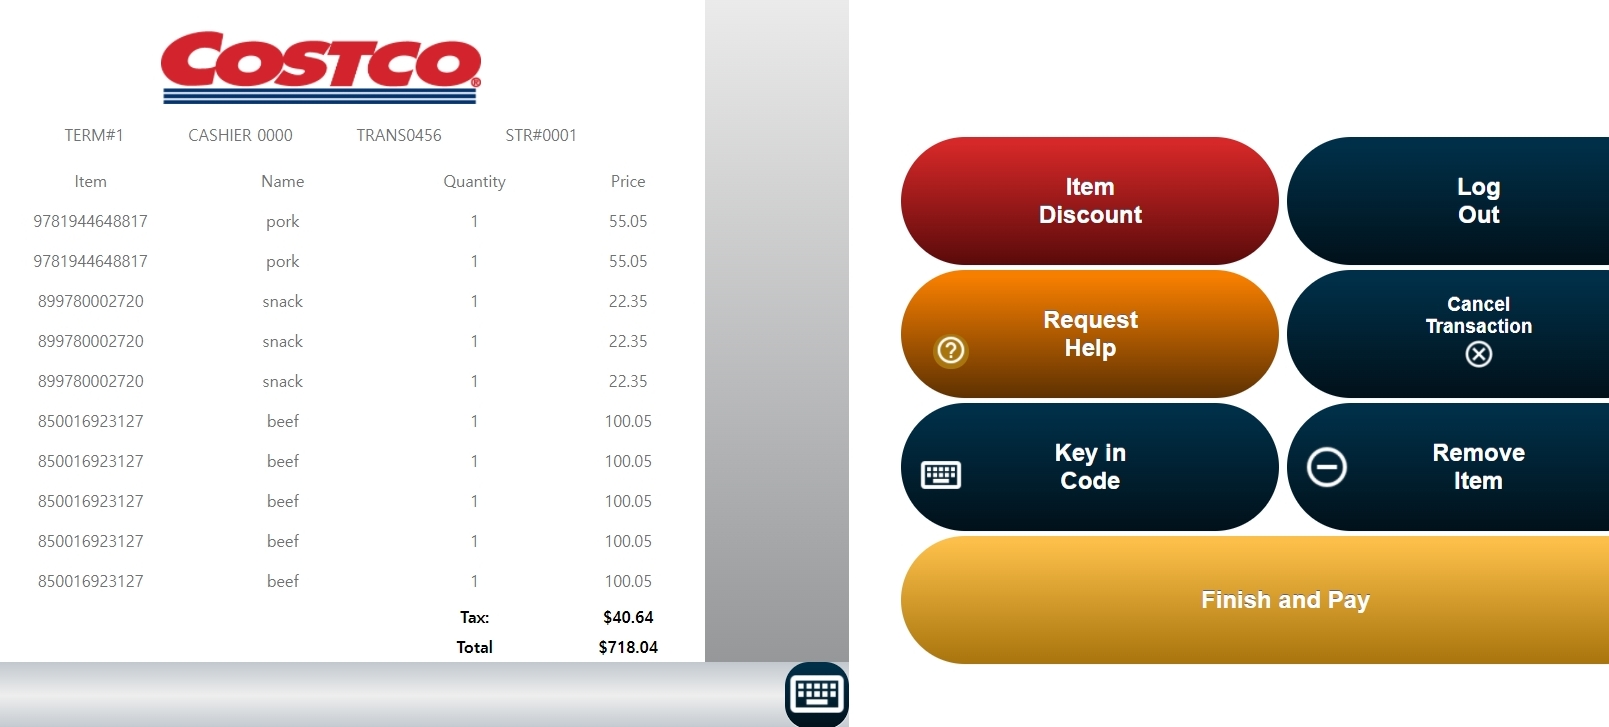 COSTCO®
TERM#1 CASHIER 0000 TRANS0456 STR#0001
Item Name Quantity Price
9781944648817 pork 1 55.05
9781944648817 pork 1 55.05
899780002720 snack 1 22.35
899780002720 snack 1 22.35
899780002720 snack 1 22.35
850016923127 beef 1 100.05
850016923127 beef 1 100.05
850016923127 beef 1 100.05
850016923127 beef 1 100.05
850016923127 beef 1 100.05
Tax: $40.64
Total $718.04
Item
Discount
Log
Out
Request
Help
Cancel
Transaction
Key in
Code
Remove
Item
Finish and Pay